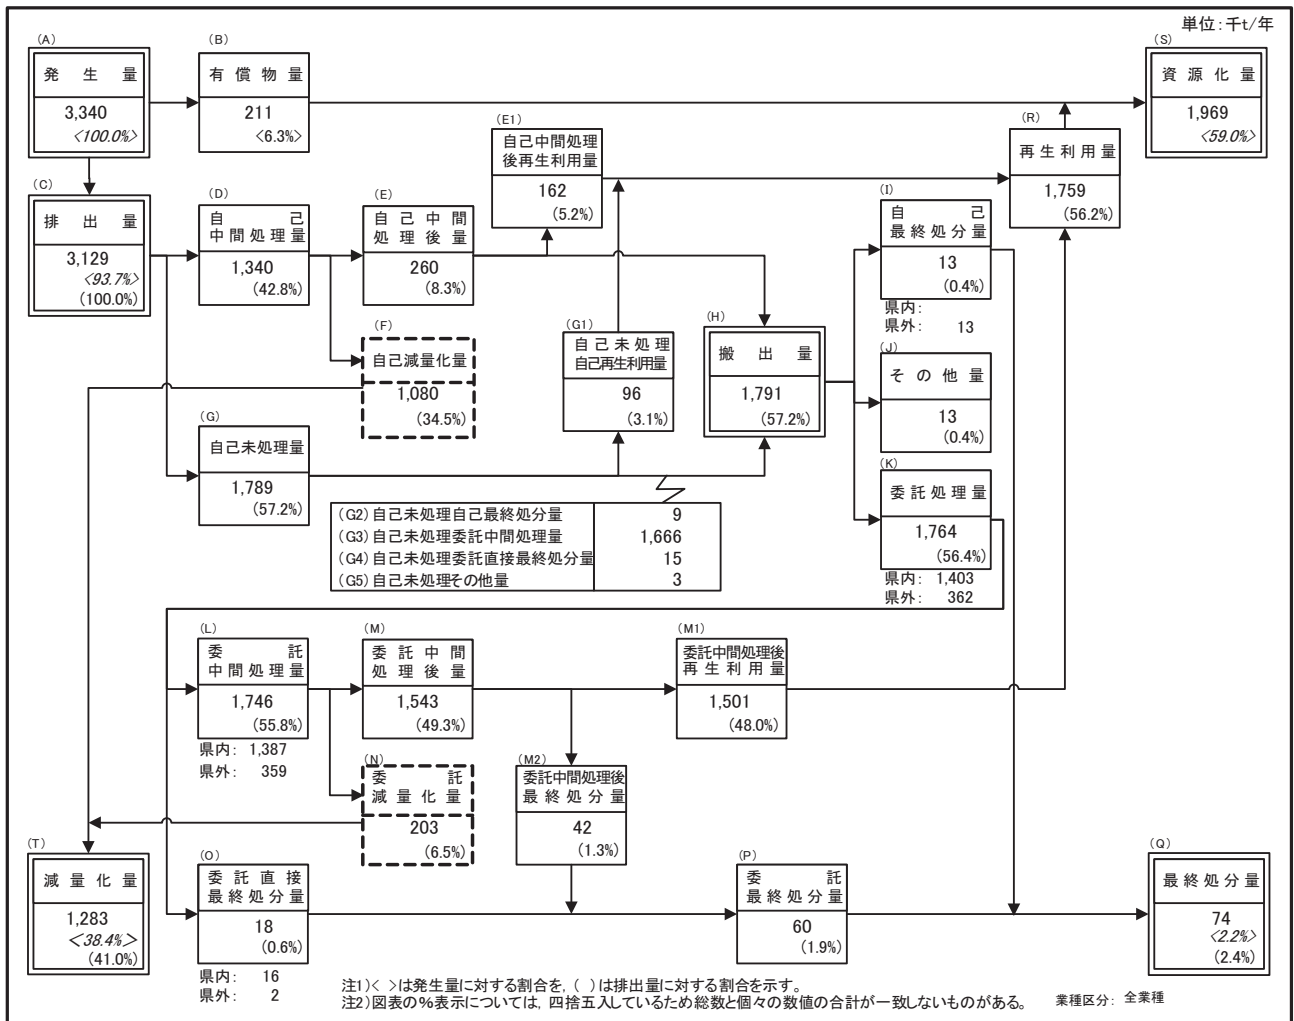 単位：千t/年
(A)
発生量
3,340
<100.0%>
(B)
有償物量
211
<6.3%>
(S)
資源化量
1,969
<59.0%>
(E1)
自己中間処理
後再生利用量
162
(5.2%)
(R)
再生利用量
1,759
(56.2%)
(C)
排出量
3,129
<93.7%>
(100.0%)
(D)
自己
中間処理量
1,340
(42.8%)
(E)
自己中間
処理後量
260
(8.3%)
(I)
自己
最終処分量
13
(0.4%)
県内：
県外： 13
(F)
自己減量化量
1,080
(34.5%)
(G1)
自己未処理
自己再生利用量
96
(3.1%)
(H)
搬出量
1,791
(57.2%)
(J)
その他量
13
(0.4%)
(G)
自己未処理量
1,789
(57.2%)
(K)
委託処理量
1,764
(56.4%)
県内： 1,403
県外： 362
(G2)自己未処理自己最終処分量 9
(G3)自己未処理委託中間処理量 1,666
(G4)自己未処理委託直接最終処分量 15
(G5)自己未処理その他量 3
(L)
委託
中間処理量
1,746
(55.8%)
県内： 1,387
県外： 359
(M)
委託中間
処理後量
1,543
(49.3%)
(M1)
委託中間処理後
再生利用量
1,501
(48.0%)
(N)
委託
減量化量
203
(6.5%)
(M2)
委託中間処理後
最終処分量
42
(1.3%)
(T)
減量化量
1,283
<38.4%>
(41.0%)
(O)
委託直接
最終処分量
18
(0.6%)
県内： 16
県外： 2
(P)
委託
最終処分量
60
(1.9%)
(Q)
最終処分量
74
<2.2%>
(2.4%)
注1)< >は発生量に対する割合を，( )は排出量に対する割合を示す。
注2)図表の%表示については，四捨五入しているため総数と個々の数値の合計が一致しないものがある。
業種区分： 全業種